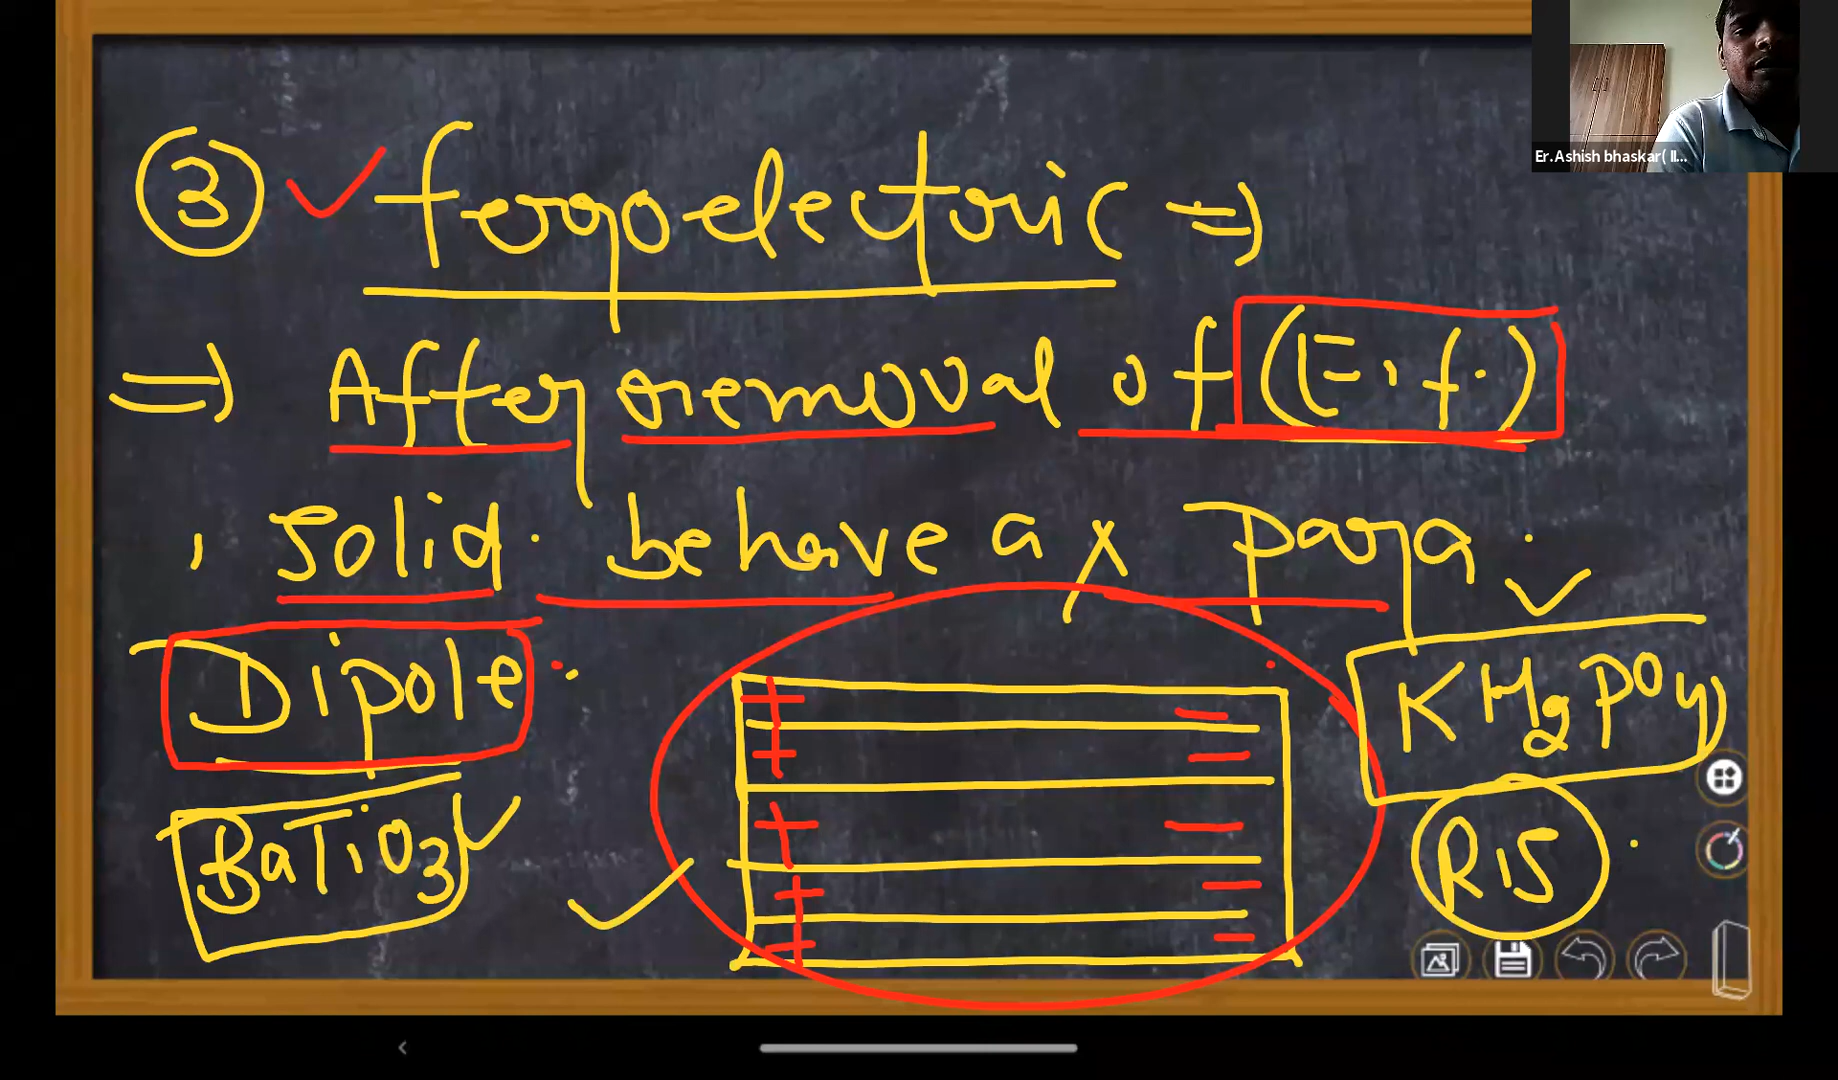 ③ ferroelectric ⇒
⇒ After removal of (E.f.)
, solid behave as para.
Dipole
BaTiO3
KH2PO4
RIS
+ + + + +
- - - - -
Er.Ashish bhaskar( II...